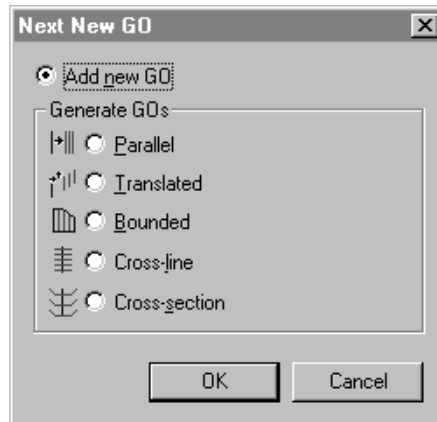 Next New GO
Add new GO
Generate GOs
Parallel
Translated
Bounded
Cross-line
Cross-section
OK
Cancel